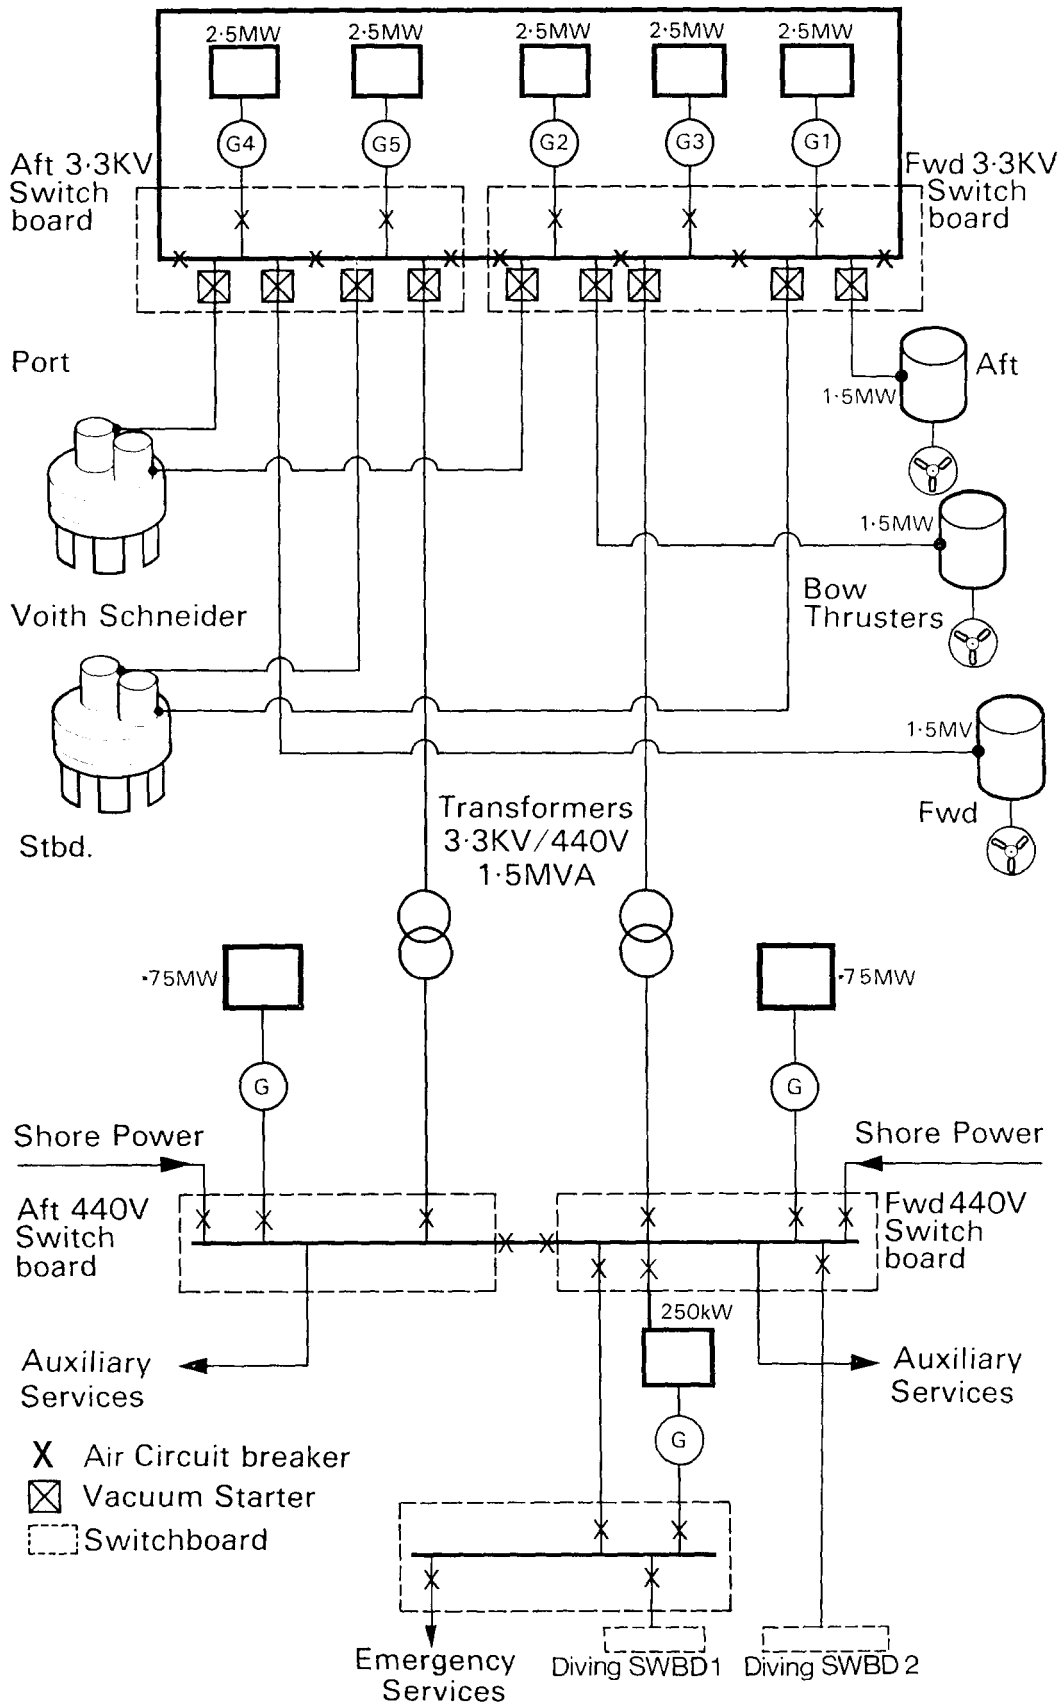 2·5MW 2·5MW 2·5MW 2·5MW 2·5MW
G4 G5 G2 G3 G1
Aft 3·3KV
Switch
board
Fwd 3·3KV
Switch
board
Port
Aft
1·5MW
1·5MW
Bow
Thrusters
Voith Schneider
1·5MV
Fwd
Stbd.
Transformers
3·3KV/440V
1·5MVA
·75MW
·75MW
G
G
Shore Power
Shore Power
Aft 440V
Switch
board
Fwd 440V
Switch
board
250kW
Auxiliary
Services
Auxiliary
Services
G
X Air Circuit breaker
Vacuum Starter
Switchboard
Emergency
Services
Diving SWBD 1
Diving SWBD 2